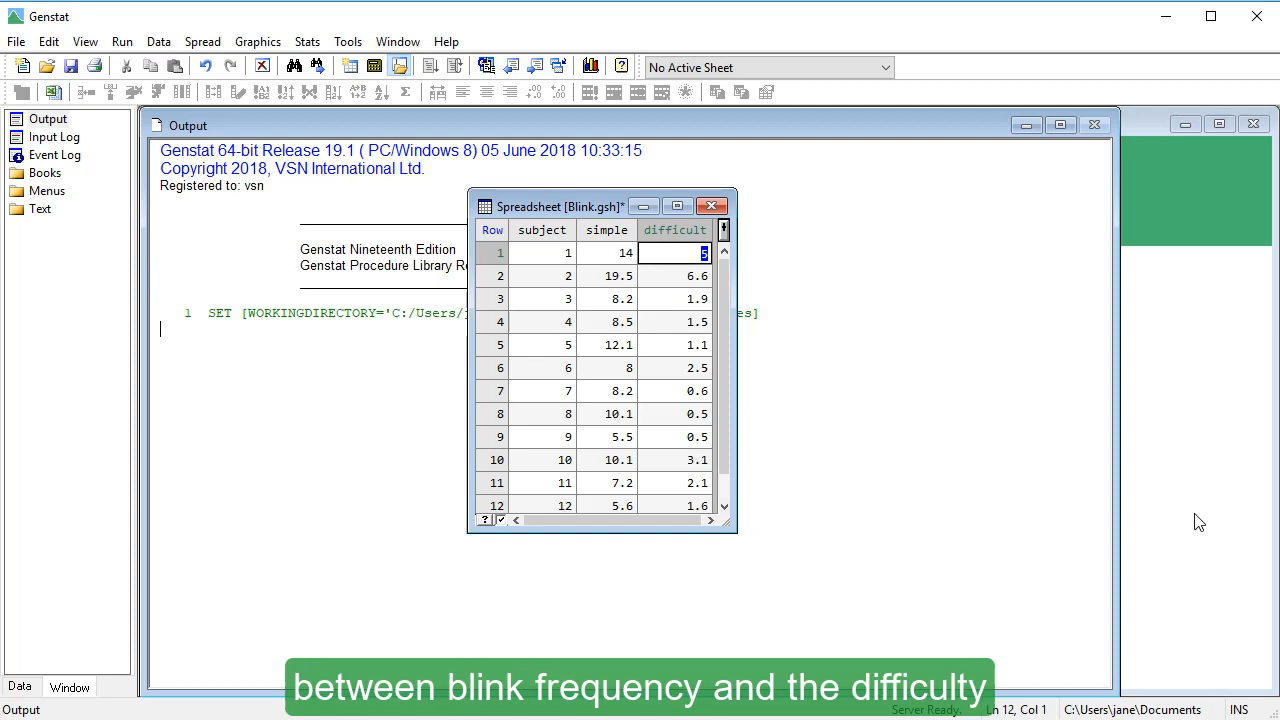 Genstat
File Edit View Run Data Spread Graphics Stats Tools Window Help
No Active Sheet
Output
Input Log
Event Log
Books
Menus
Text
Output
Genstat 64-bit Release 19.1 ( PC/Windows 8) 05 June 2018 10:33:15
Copyright 2018, VSN International Ltd.
Registered to: vsn
Genstat Nineteenth Edition
Genstat Procedure Library
1 SET [WORKINGDIRECTORY='C:/Users/ es]
Spreadsheet [Blink.gsh]*
Row subject simple difficult
1 1 14 5
2 2 19.5 6.6
3 3 8.2 1.9
4 4 8.5 1.5
5 5 12.1 1.1
6 6 8 2.5
7 7 8.2 0.6
8 8 10.1 0.5
9 9 5.5 0.5
10 10 10.1 3.1
11 11 7.2 2.1
12 12 5.6 1.6
between blink frequency and the difficulty
Data Window
Output Server Ready. Ln 12, Col 1 C:\Users\jane\Documents INS